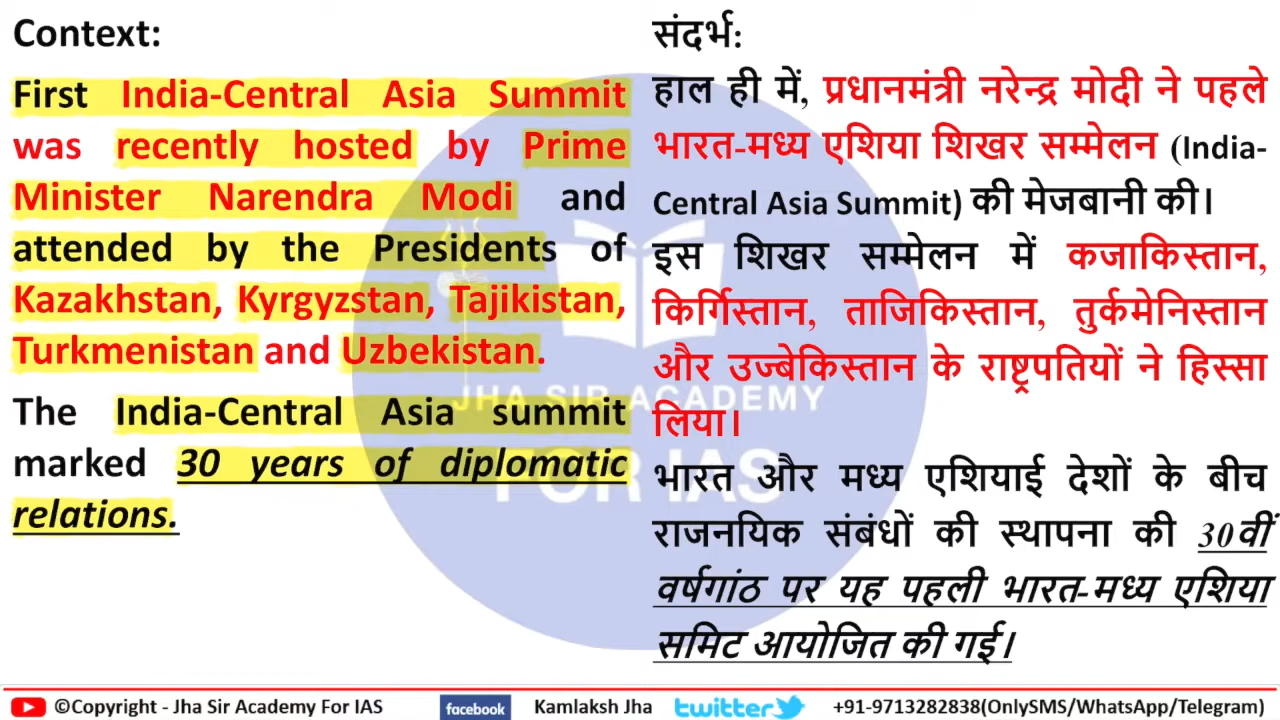 Context:
First India-Central Asia Summit
was recently hosted by Prime
Minister Narendra Modi and
attended by the Presidents of
Kazakhstan, Kyrgyzstan, Tajikistan,
Turkmenistan and Uzbekistan.
The India-Central Asia summit
marked 30 years of diplomatic
relations.
संदर्भ:
हाल ही में, प्रधानमंत्री नरेन्द्र मोदी ने पहले
भारत-मध्य एशिया शिखर सम्मेलन (India-
Central Asia Summit) की मेजबानी की।
इस शिखर सम्मेलन में कजाकिस्तान,
किर्गिस्तान, ताजिकिस्तान, तुर्कमेनिस्तान
और उज्बेकिस्तान के राष्ट्रपतियों ने हिस्सा
लिया।
भारत और मध्य एशियाई देशों के बीच
राजनयिक संबंधों की स्थापना की 30वीं
वर्षगांठ पर यह पहली भारत-मध्य एशिया
समिट आयोजित की गई।
JHA SIR ACADEMY
FOR IAS
©Copyright - Jha Sir Academy For IAS facebook Kamlaksh Jha twitter +91-9713282838(OnlySMS/WhatsApp/Telegram)